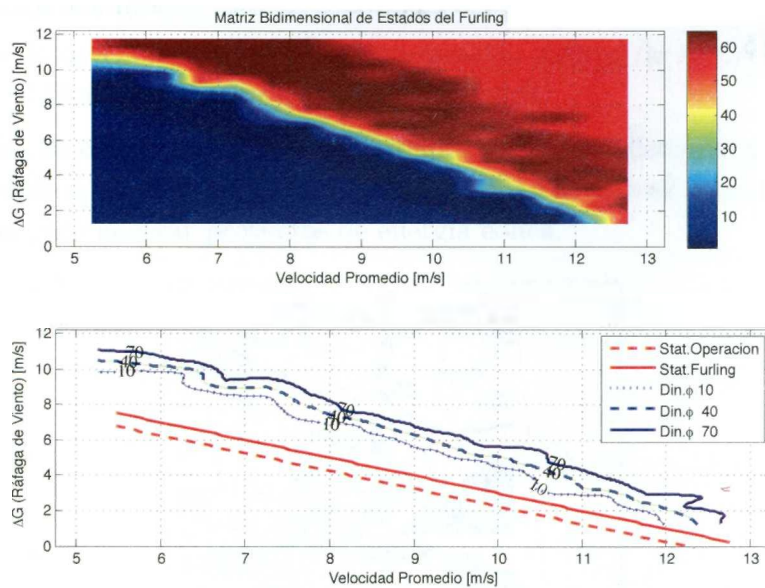 Matriz Bidimensional de Estados del Furling
ΔG (Ráfaga de Viento) [m/s]
12
10
8
6
4
2
0
5 6 7 8 9 10 11 12 13
Velocidad Promedio [m/s]
60
50
40
30
20
10
ΔG (Ráfaga de Viento) [m/s]
12
10
8
6
4
2
0
70
40
10
70
40
10
70
40
10
Stat.Operacion
Stat.Furling
Din.φ 10
Din.φ 40
Din.φ 70
5 6 7 8 9 10 11 12 13
Velocidad Promedio [m/s]